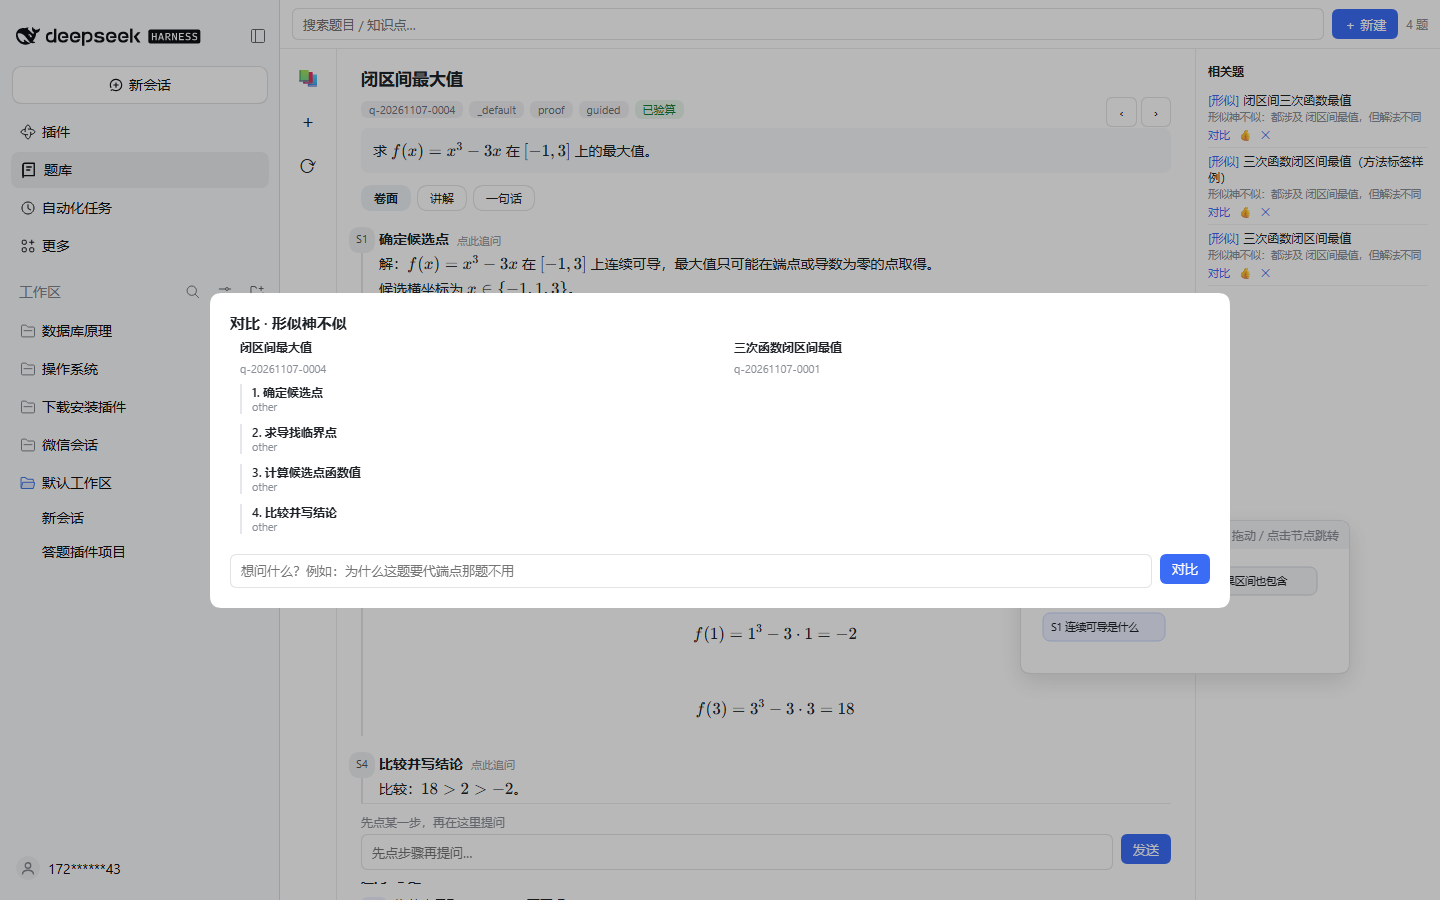 deepseek HARNESS
新会话
插件
题库
自动化任务
更多
工作区
数据库原理
操作系统
下载安装插件
微信会话
默认工作区
新会话
答题插件项目
172******43
搜索题目 / 知识点...
+ 新建
4 题
闭区间最大值
q-20261107-0004
_default
proof
guided
已验算
‹
›
求 f(x) = x³ − 3x 在 [−1, 3] 上的最大值。
卷面
讲解
一句话
S1 确定候选点 点此追问
解：f(x) = x³ − 3x 在 [−1, 3] 上连续可导，最大值只可能在端点或导数为零的点取得。
候选横坐标为 x ∈ {−1, 1, 3}。
对比 · 形似神不似
闭区间最大值
q-20261107-0004
1. 确定候选点
other
2. 求导找临界点
other
3. 计算候选点函数值
other
4. 比较并写结论
other
三次函数闭区间最值
q-20261107-0001
想问什么？例如：为什么这题要代端点那题不用
对比
f(1) = 1³ − 3 · 1 = −2
f(3) = 3³ − 3 · 3 = 18
S4 比较并写结论 点此追问
比较：18 > 2 > −2。
先点某一步，再在这里提问
先点步骤再提问...
发送
相关题
[形似] 闭区间三次函数最值
形似神不似：都涉及 闭区间最值，但解法不同
对比 👍 ×
[形似] 三次函数闭区间最值（方法标签样
例）
形似神不似：都涉及 闭区间最值，但解法不同
对比 👍 ×
[形似] 三次函数闭区间最值
形似神不似：都涉及 闭区间最值，但解法不同
对比 👍 ×
拖动 / 点击节点跳转
区间也包含
S1 连续可导是什么